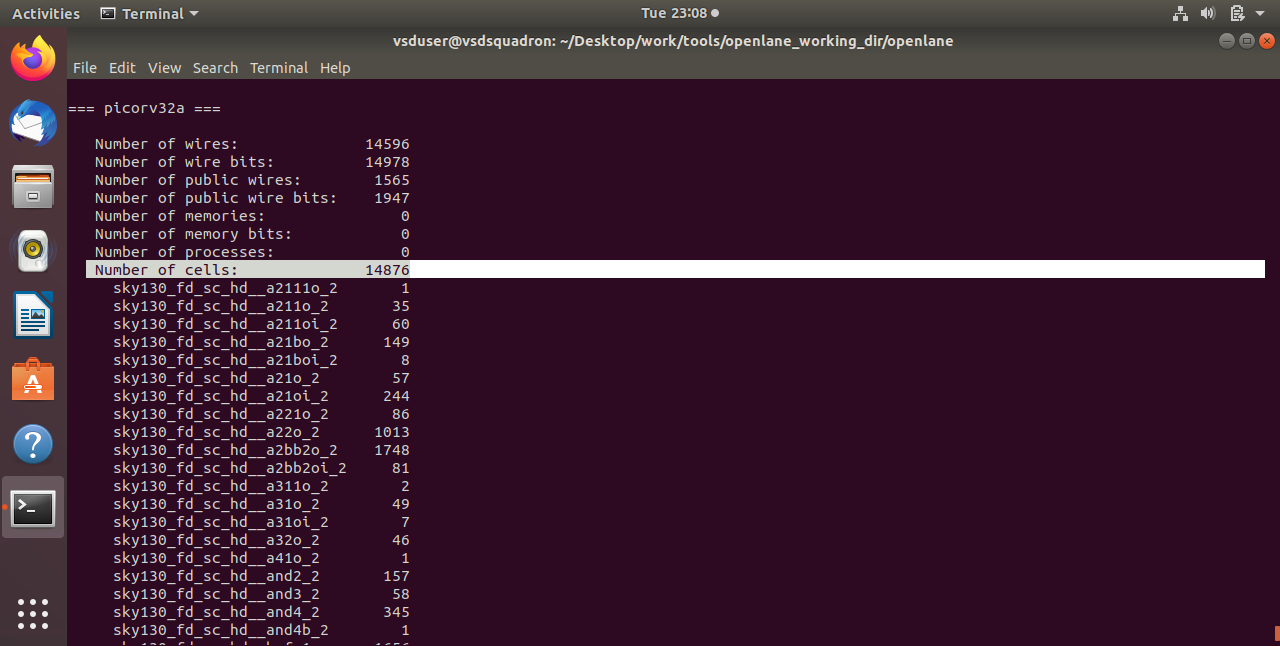 Activities Terminal Tue 23:08
vsduser@vsdsquadron: ~/Desktop/work/tools/openlane_working_dir/openlane
File Edit View Search Terminal Help
=== picorv32a ===
Number of wires: 14596
Number of wire bits: 14978
Number of public wires: 1565
Number of public wire bits: 1947
Number of memories: 0
Number of memory bits: 0
Number of processes: 0
Number of cells: 14876
sky130_fd_sc_hd__a2111o_2 1
sky130_fd_sc_hd__a211o_2 35
sky130_fd_sc_hd__a211oi_2 60
sky130_fd_sc_hd__a21bo_2 149
sky130_fd_sc_hd__a21boi_2 8
sky130_fd_sc_hd__a21o_2 57
sky130_fd_sc_hd__a21oi_2 244
sky130_fd_sc_hd__a221o_2 86
sky130_fd_sc_hd__a22o_2 1013
sky130_fd_sc_hd__a2bb2o_2 1748
sky130_fd_sc_hd__a2bb2oi_2 81
sky130_fd_sc_hd__a311o_2 2
sky130_fd_sc_hd__a31o_2 49
sky130_fd_sc_hd__a31oi_2 7
sky130_fd_sc_hd__a32o_2 46
sky130_fd_sc_hd__a41o_2 1
sky130_fd_sc_hd__and2_2 157
sky130_fd_sc_hd__and3_2 58
sky130_fd_sc_hd__and4_2 345
sky130_fd_sc_hd__and4b_2 1